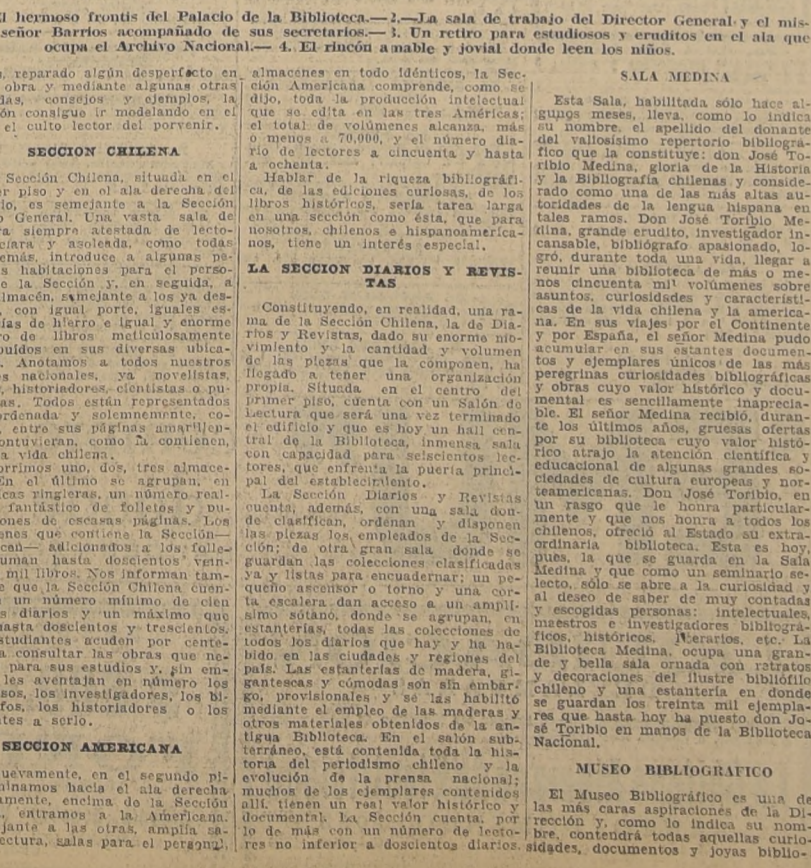 l hermoso frontis del Palacio de la Biblioteca.—2.—La sala de trabajo del Director General y el mis-
señor Barrios acompañado de sus secretarios.— 3. Un retiro para estudiosos y eruditos en el ala que
ocupa el Archivo Nacional.— 4. El rincón amable y jovial donde leen los niños.
, reparado algún desperfecto en
obra y mediante algunas otras
das, consejos y ejemplos, la
ón consigue ir modelando en el
el culto lector del porvenir.
SECCION CHILENA
Sección Chilena, situada en el
er piso y en el ala derecha del
lo, es semejante a la Sección
General. Una vasta sala de
ra siempre atestada de lecto-
clara y asoleada, como todas
emás, introduce a algunas pe-
s habitaciones para el perso-
e la Sección y, en seguida, a
lmacén, semejante a los ya des-
, con igual porte, iguales es-
ías de hierro e igual y enorme
ro de libros meticulosamente
buídos en sus diversas ubica-
. Anotamos a todos nuestros
s nacionales, ya novelistas,
, historiadores, cientistas o pu-
as. Todos están representados
ordenada y solemnemente, co-
, entre sus páginas amarillen-
ontuvieran, como la contienen,
a vida chilena.
orrimos uno, dos, tres almace-
En el último se agrupan, en
cas ringleras, un número real-
fantástico de folletos y pu-
ones de escasas páginas. Los
enes que contiene la Sección—
cen— adicionados a los folle-
uman hasta doscientos vein-
mil libros. Nos informan tam-
e que la Sección Chilena cuen-
un número mínimo de cien
s diarios y un máximo que
asta doscientos y trescientos.
studiantes acuden por cente-
a consultar las obras que ne-
para sus estudios y, sin em-
les aventajan en número los
sos, los investigadores, los bi-
fos, los historiadores o los
tes a serlo.
SECCION AMERICANA
uevamente, en el segundo pi-
minamos hacia el ala derecha
amente, encima de la Sección
, entramos a la Americana.
jante a las otras, amplia sa-
ectura, salas para el personal,
almacenes en todo idénticos, la Sec-
ción Americana comprende, como se
dijo, toda la producción intelectual
que se edita en las tres Américas;
el total de volúmenes alcanza, más
o menos a 70,000, y el número dia-
rio de lectores a cincuenta y hasta
a ochenta.
Hablar de la riqueza bibliográfi-
ca, de las ediciones curiosas, de los
libros históricos, sería tarea larga
en una sección como ésta, que para
nosotros, chilenos e hispanoamerica-
nos, tiene un interés especial.
LA SECCION DIARIOS Y REVIS-
TAS
Constituyendo, en realidad, una ra-
ma de la Sección Chilena, la de Dia-
rios y Revistas, dado su enorme mo-
vimiento y la cantidad y volumen
de las piezas que la componen, ha
llegado a tener una organización
propia. Situada en el centro del
primer piso, cuenta con un Salón de
Lectura que será una vez terminado
el edificio y que es hoy un hall cen-
tral de la Biblioteca, inmensa sala
con capacidad para seiscientos lec-
tores, que enfrenta la puerta princi-
pal del establecimiento.
La Sección Diarios y Revistas
cuenta, además, con una sala don-
de clasifican, ordenan y disponen
las piezas los empleados de la Sec-
ción; de otra gran sala donde se
guardan las colecciones clasificadas
ya y listas para encuadernar; un pe-
queño ascensor o torno y una cor-
ta escalera dan acceso a un amplí-
simo sótano, donde se agrupan, en
estanterías, todas las colecciones de
todos los diarios que hay y ha ha-
bido en las ciudades y regiones del
país. Las estanterías de madera, gi-
gantescas y cómodas son sin embar-
go, provisionales y se las habilitó
mediante el empleo de las maderas y
otros materiales obtenidos de la an-
tigua Biblioteca. En el salón sub-
terráneo, está contenida toda la his-
toria del periodismo chileno y la
evolución de la prensa nacional;
muchos de los ejemplares contenidos
allí, tienen un real valor histórico y
documental. La Sección cuenta, por
lo de más con un número de lecto-
res no inferior a doscientos diarios.
SALA MEDINA
Esta Sala, habilitada sólo hace al-
gunos meses, lleva, como lo indica
su nombre, el apellido del donante
del valiosísimo repertorio bibliográ-
fico que la constituye: don José To-
ribio Medina, gloria de la Historia
y la Bibliografía chilenas y conside-
rado como una de las más altas au-
toridades de la lengua hispana en
tales ramos. Don José Toribio Me-
dina, grande erudito, investigador in-
cansable, bibliógrafo apasionado, lo-
gró, durante toda una vida, llegar a
reunir una biblioteca de más o me-
nos cincuenta mil volúmenes sobre
asuntos, curiosidades y característi-
cas de la vida chilena y la america-
na. En sus viajes por el Continente
y por España, el señor Medina pudo
acumular en sus estantes documen-
tos y ejemplares únicos de las más
peregrinas curiosidades bibliográficas
y obras cuyo valor histórico y docu-
mental es sencillamente inaprecia-
ble. El señor Medina recibió, duran-
te los últimos años, gruesas ofertas
por su biblioteca cuyo valor histó-
rico atrajo la atención científica y
educacional de algunas grandes so-
ciedades de cultura europeas y nor-
teamericanas. Don José Toribio, en
un rasgo que le honra particular-
mente y que nos honra a todos los
chilenos, ofreció al Estado su extra-
ordinaria biblioteca. Esta es hoy,
pues, la que se guarda en la Sala
Medina y que como un seminario se-
lecto, sólo se abre a la curiosidad y
al deseo de saber de muy contadas
y escogidas personas: intelectuales,
maestros e investigadores bibliográ-
ficos, históricos, literarios, etc. La
Biblioteca Medina, ocupa una gran-
de y bella sala ornada con retratos
y decoraciones del ilustre bibliófilo
chileno y una estantería en donde
se guardan los treinta mil ejempla-
res que hasta hoy ha puesto don Jo-
sé Toribio en manos de la Biblioteca
Nacional.
MUSEO BIBLIOGRAFICO
El Museo Bibliográfico es una de
las más caras aspiraciones de la Di-
rección y, como lo indica su nom-
bre, contendrá todas aquellas curio-
sidades, documentos y joyas biblio-